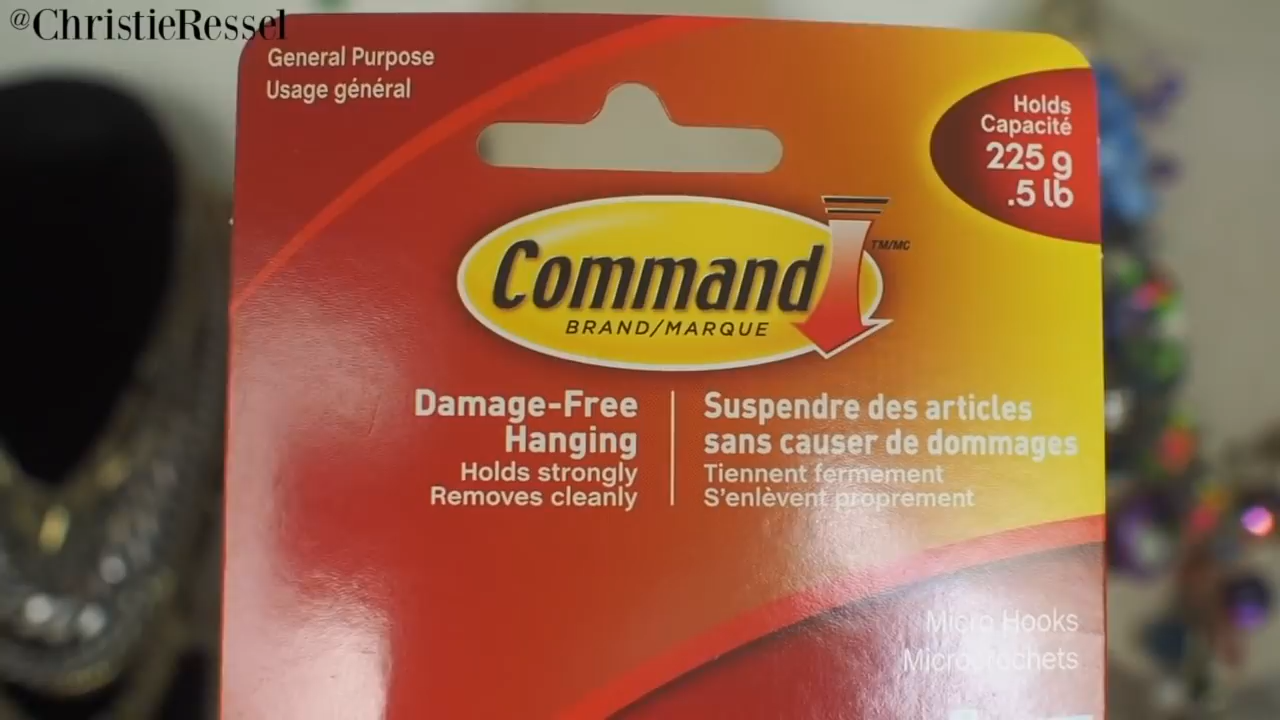 @ChristieRessel
General Purpose
Usage général
Holds
Capacité
225 g
.5 lb
Command
TM/MC
BRAND/MARQUE
Damage-Free
Hanging
Holds strongly
Removes cleanly
Suspendre des articles
sans causer de dommages
Tiennent fermement
S'enlèvent proprement
Micro Hooks
Microcrochets